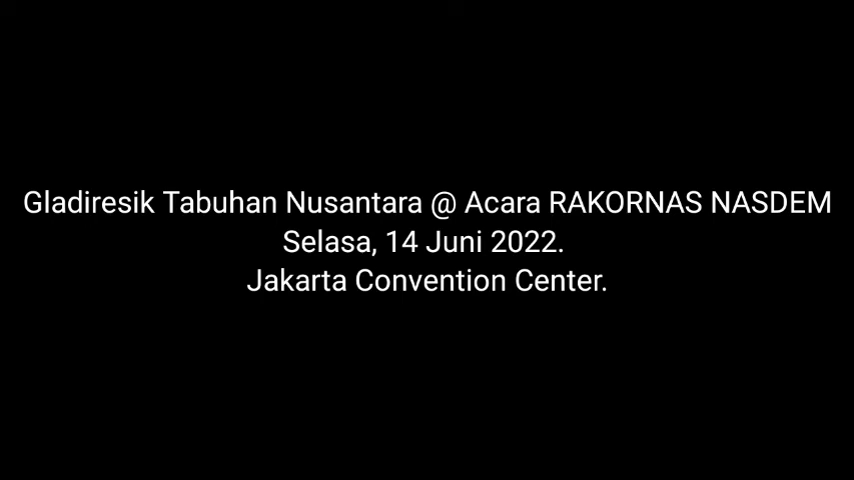 Gladiresik Tabuhan Nusantara @ Acara RAKORNAS NASDEM
Selasa, 14 Juni 2022.
Jakarta Convention Center.